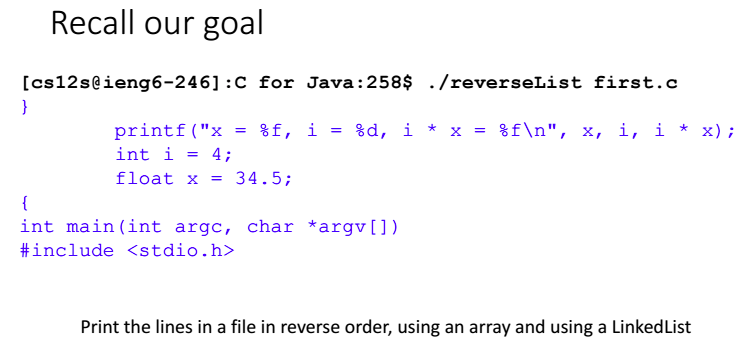 Recall our goal
[cs12s@ieng6-246]:C for Java:258$ ./reverseList first.c
}
        printf("x = %f, i = %d, i * x = %f\n", x, i, i * x);
        int i = 4;
        float x = 34.5;
{
int main(int argc, char *argv[])
#include <stdio.h>
Print the lines in a file in reverse order, using an array and using a LinkedList